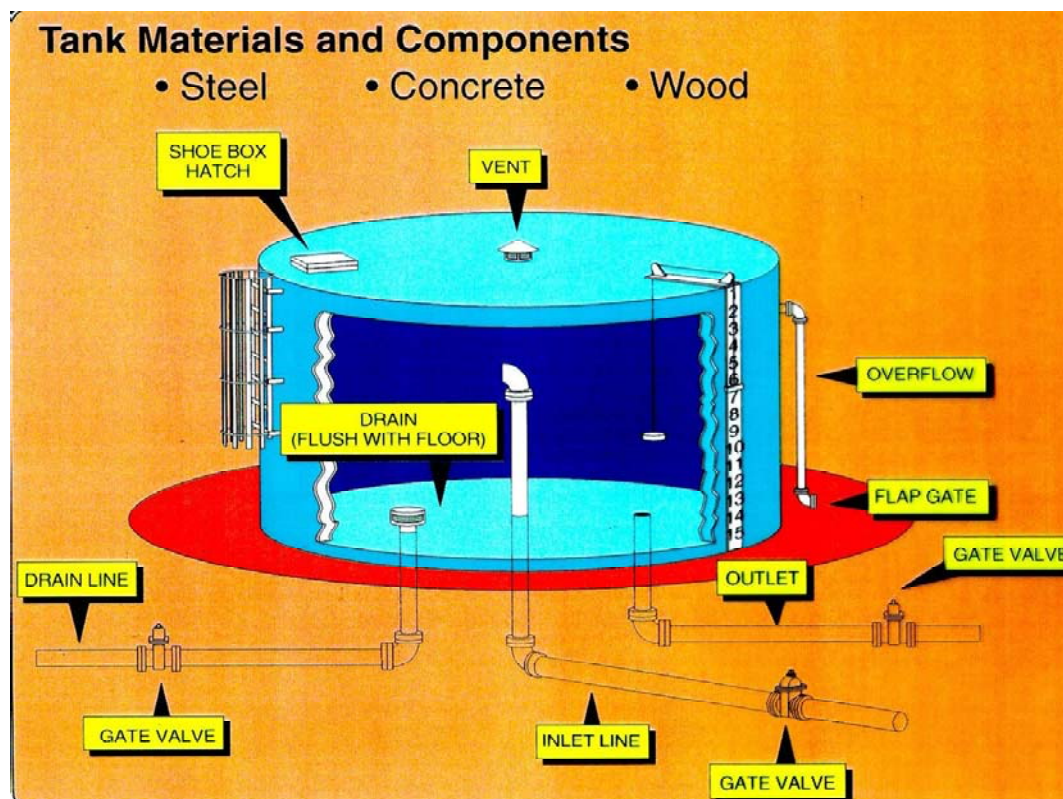 Tank Materials and Components
• Steel • Concrete • Wood
SHOE BOX
HATCH
VENT
1
2
3
4
5
6
7
8
9
10
11
12
13
14
15
OVERFLOW
DRAIN
(FLUSH WITH FLOOR)
FLAP GATE
GATE VALVE
DRAIN LINE
OUTLET
GATE VALVE
INLET LINE
GATE VALVE